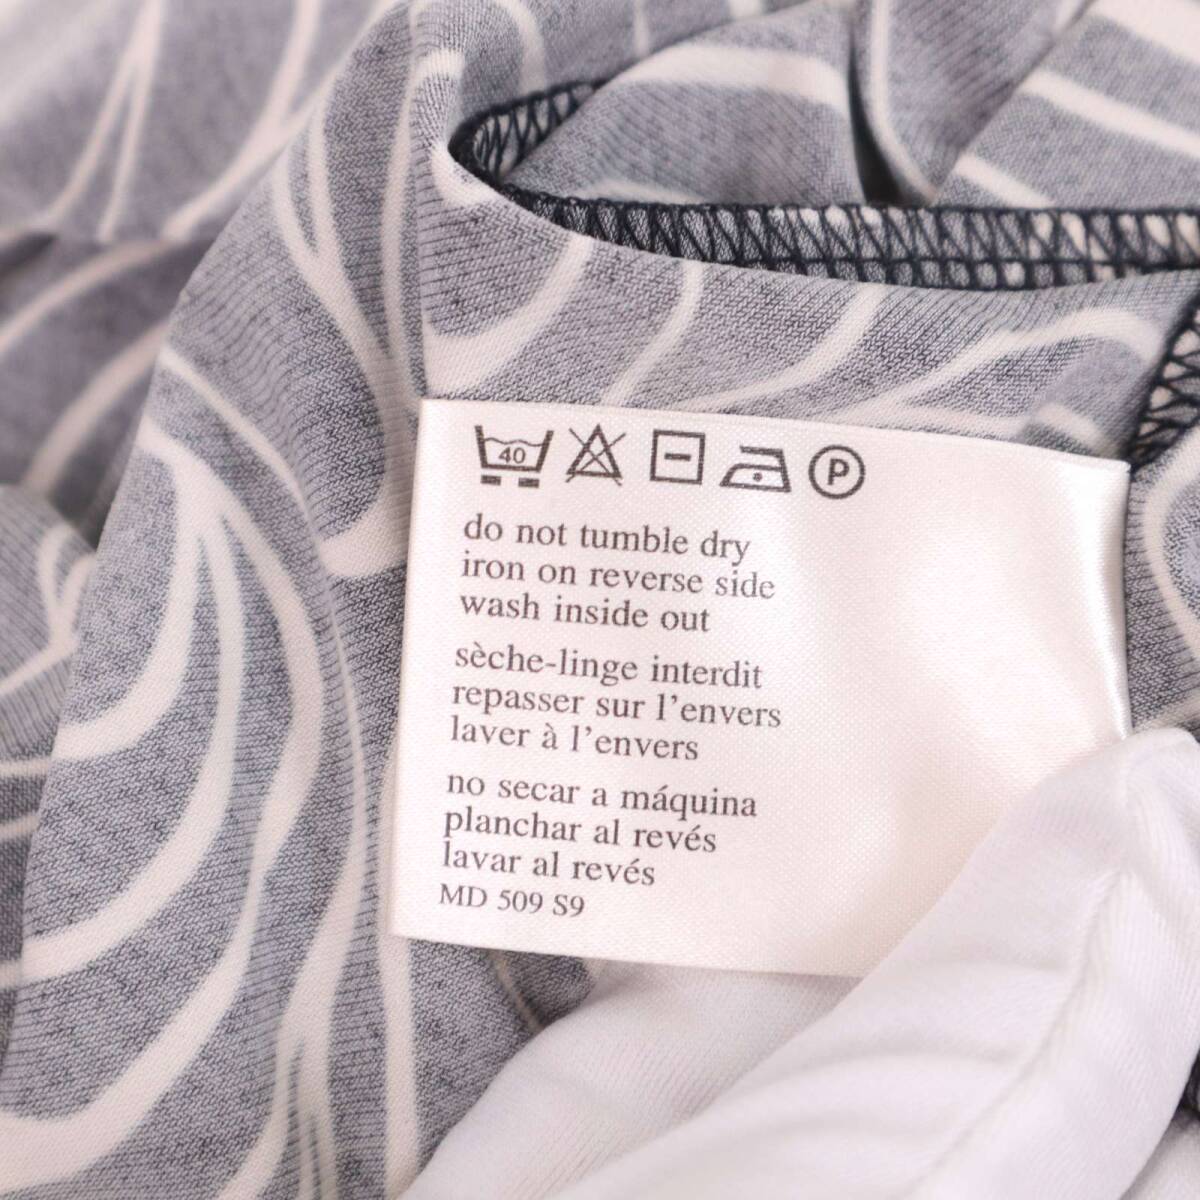 40 P
do not tumble dry
iron on reverse side
wash inside out
sèche-linge interdit
repasser sur l'envers
laver à l'envers
no secar a máquina
planchar al revés
lavar al revés
MD 509 S9